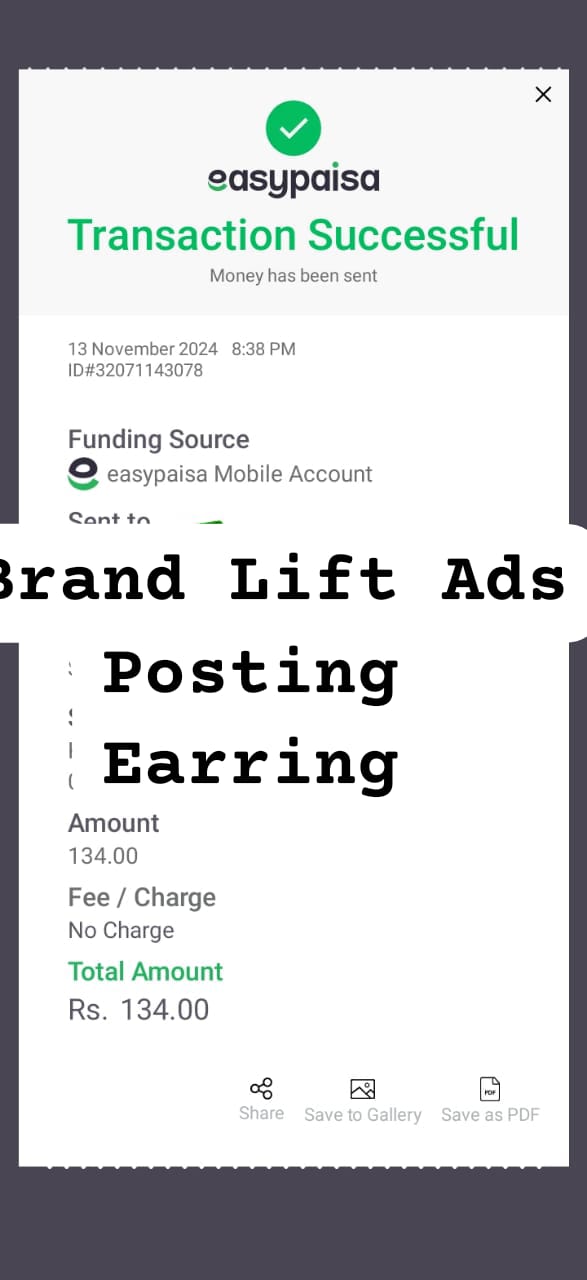 easypaisa
Transaction Successful
Money has been sent
13 November 2024 8:38 PM
ID#32071143078
Funding Source
easypaisa Mobile Account
Sent to
Brand Lift Ads
Posting
Earring
Amount
134.00
Fee / Charge
No Charge
Total Amount
Rs. 134.00
Share Save to Gallery Save as PDF